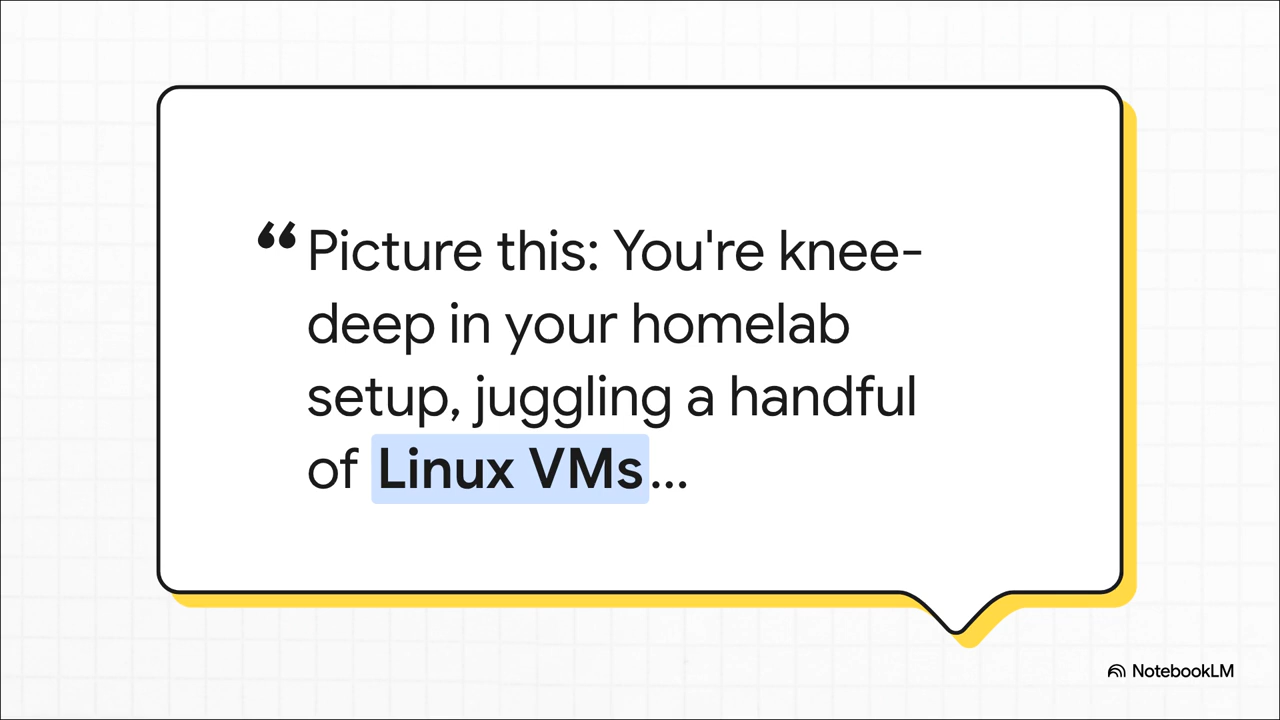 “Picture this: You're knee-
deep in your homelab
setup, juggling a handful
of Linux VMs...
NotebookLM